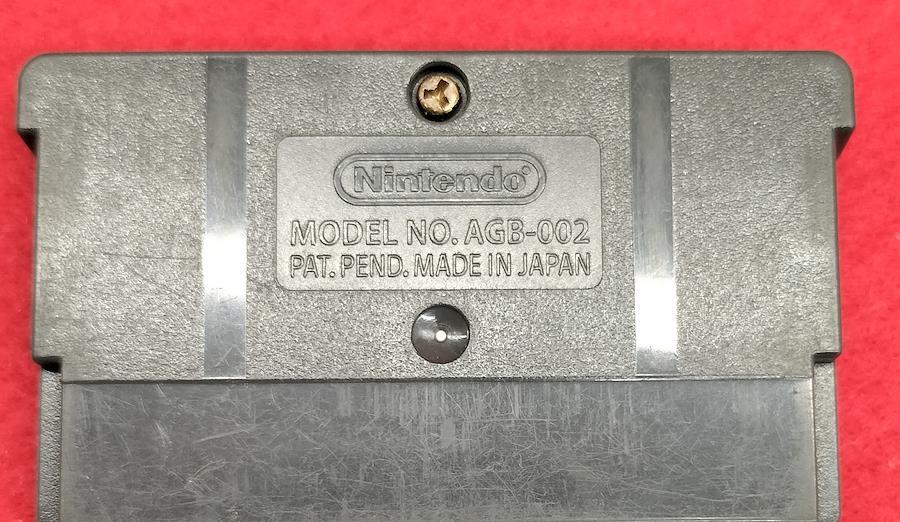 Nintendo®
MODEL NO. AGB-002
PAT. PEND. MADE IN JAPAN